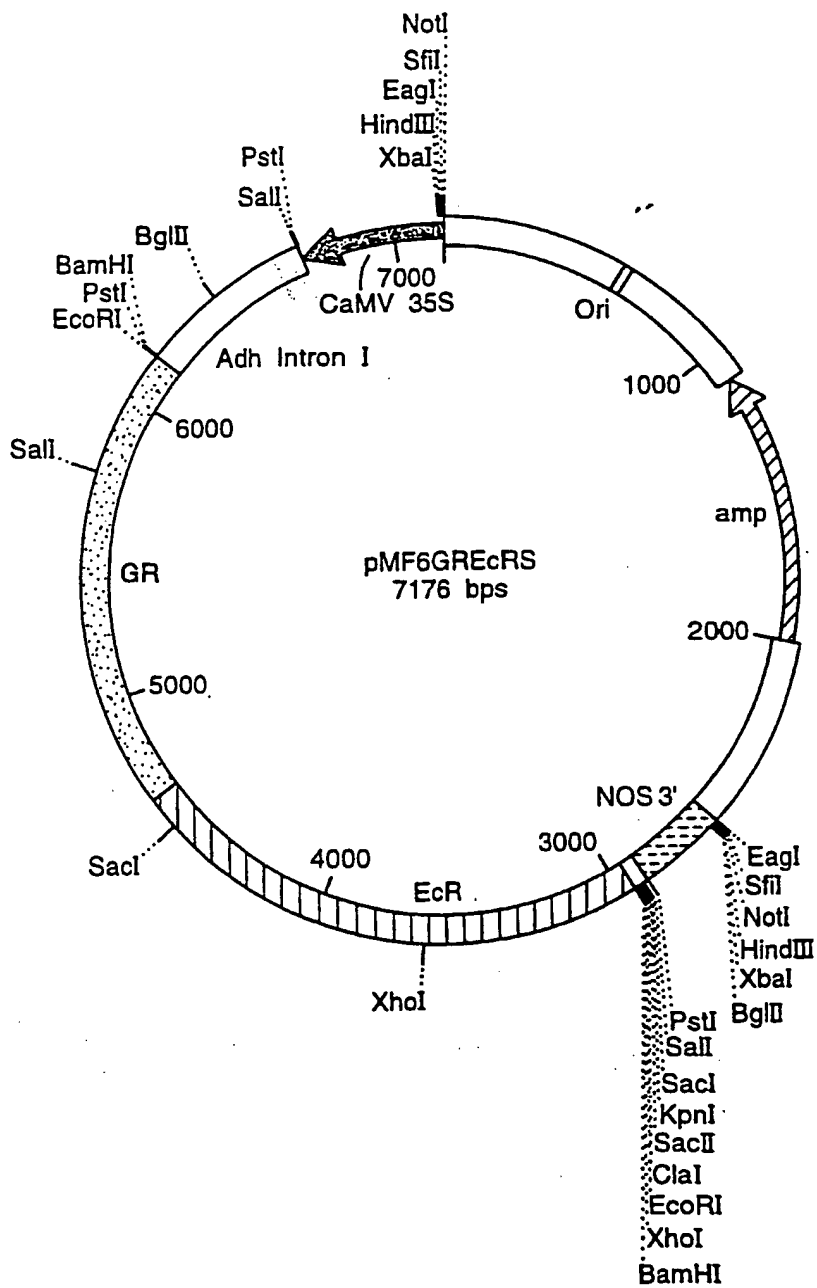 NotI
SfiI
EagI
HindIII
XbaI
PstI
SalI
BglII
BamHI
PstI
EcoRI
7000
CaMV 35S
Ori
Adh Intron I
1000
6000
SalI
amp
GR
pMF6GREcRS
7176 bps
2000
5000
NOS 3'
SacI
4000
3000
EcR
EagI
SfiI
NotI
HindIII
XbaI
BglII
XhoI
PstI
SalI
SacI
KpnI
SacII
ClaI
EcoRI
XhoI
BamHI